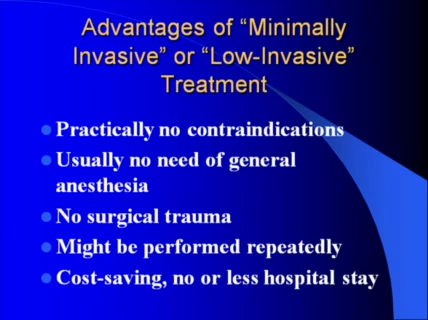 Advantages of “Minimally
Invasive” or “Low-Invasive”
Treatment
Practically no contraindications
Usually no need of general
anesthesia
No surgical trauma
Might be performed repeatedly
Cost-saving, no or less hospital stay